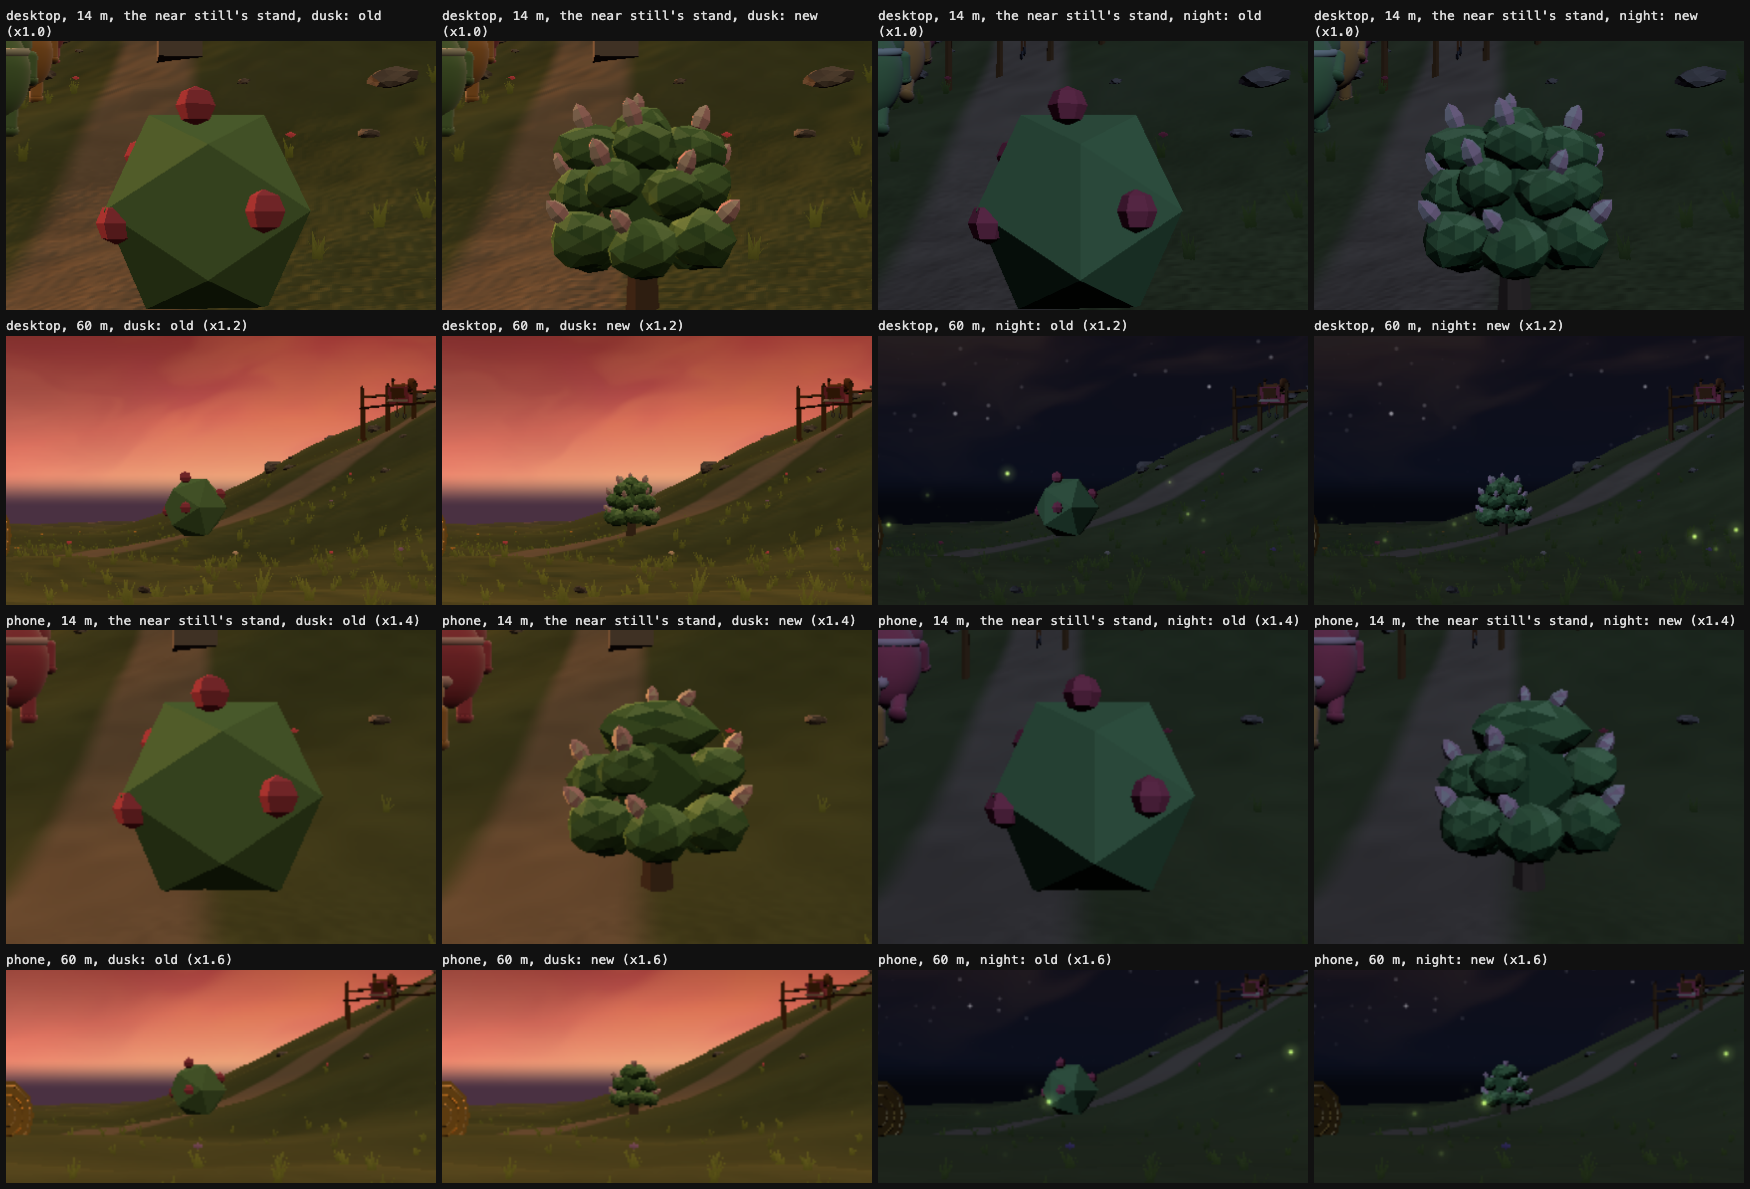 desktop, 14 m, the near still's stand, dusk: old
(x1.0)
desktop, 14 m, the near still's stand, dusk: new
(x1.0)
desktop, 14 m, the near still's stand, night: old
(x1.0)
desktop, 14 m, the near still's stand, night: new
(x1.0)
desktop, 60 m, dusk: old (x1.2)
desktop, 60 m, dusk: new (x1.2)
desktop, 60 m, night: old (x1.2)
desktop, 60 m, night: new (x1.2)
phone, 14 m, the near still's stand, dusk: old (x1.4)
phone, 14 m, the near still's stand, dusk: new (x1.4)
phone, 14 m, the near still's stand, night: old (x1.4)
phone, 14 m, the near still's stand, night: new (x1.4)
phone, 60 m, dusk: old (x1.6)
phone, 60 m, dusk: new (x1.6)
phone, 60 m, night: old (x1.6)
phone, 60 m, night: new (x1.6)